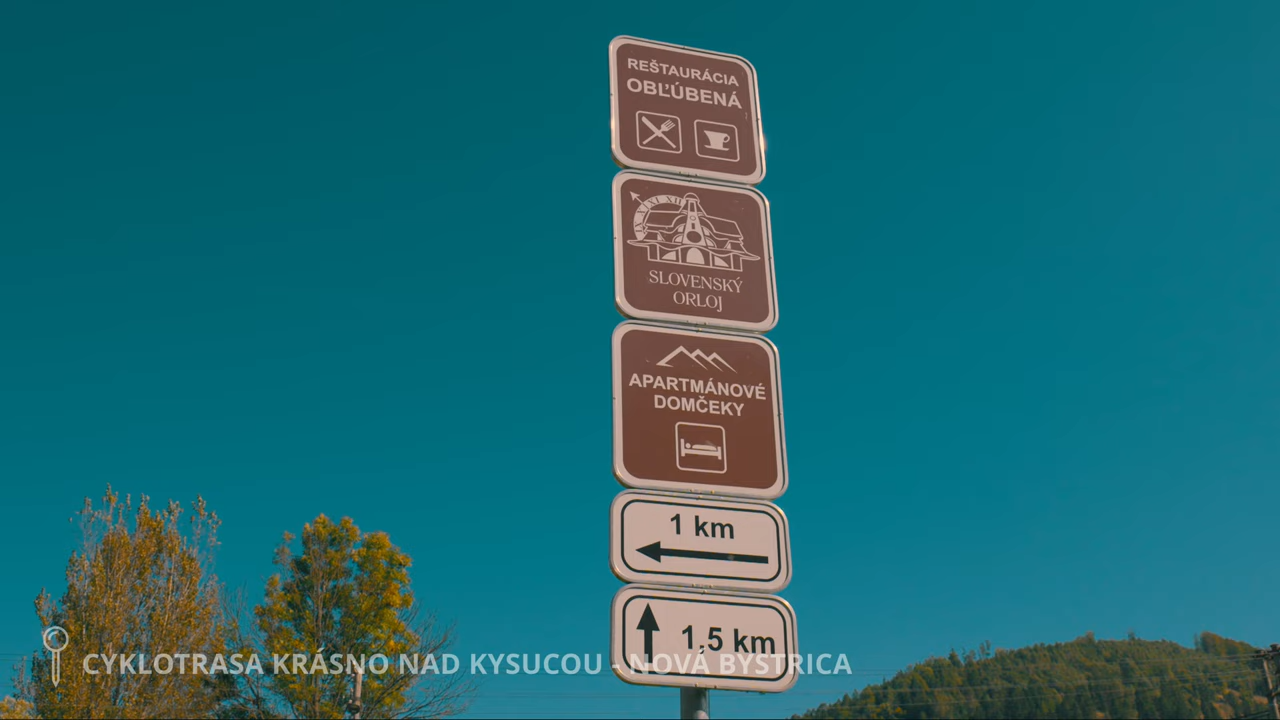 REŠTAURÁCIA
OBĽÚBENÁ
SLOVENSKÝ
ORLOJ
APARTMÁNOVÉ
DOMČEKY
1 km
1,5 km
CYKLOTRASA KRÁSNO NAD KYSUCOU - NOVÁ BYSTRICA